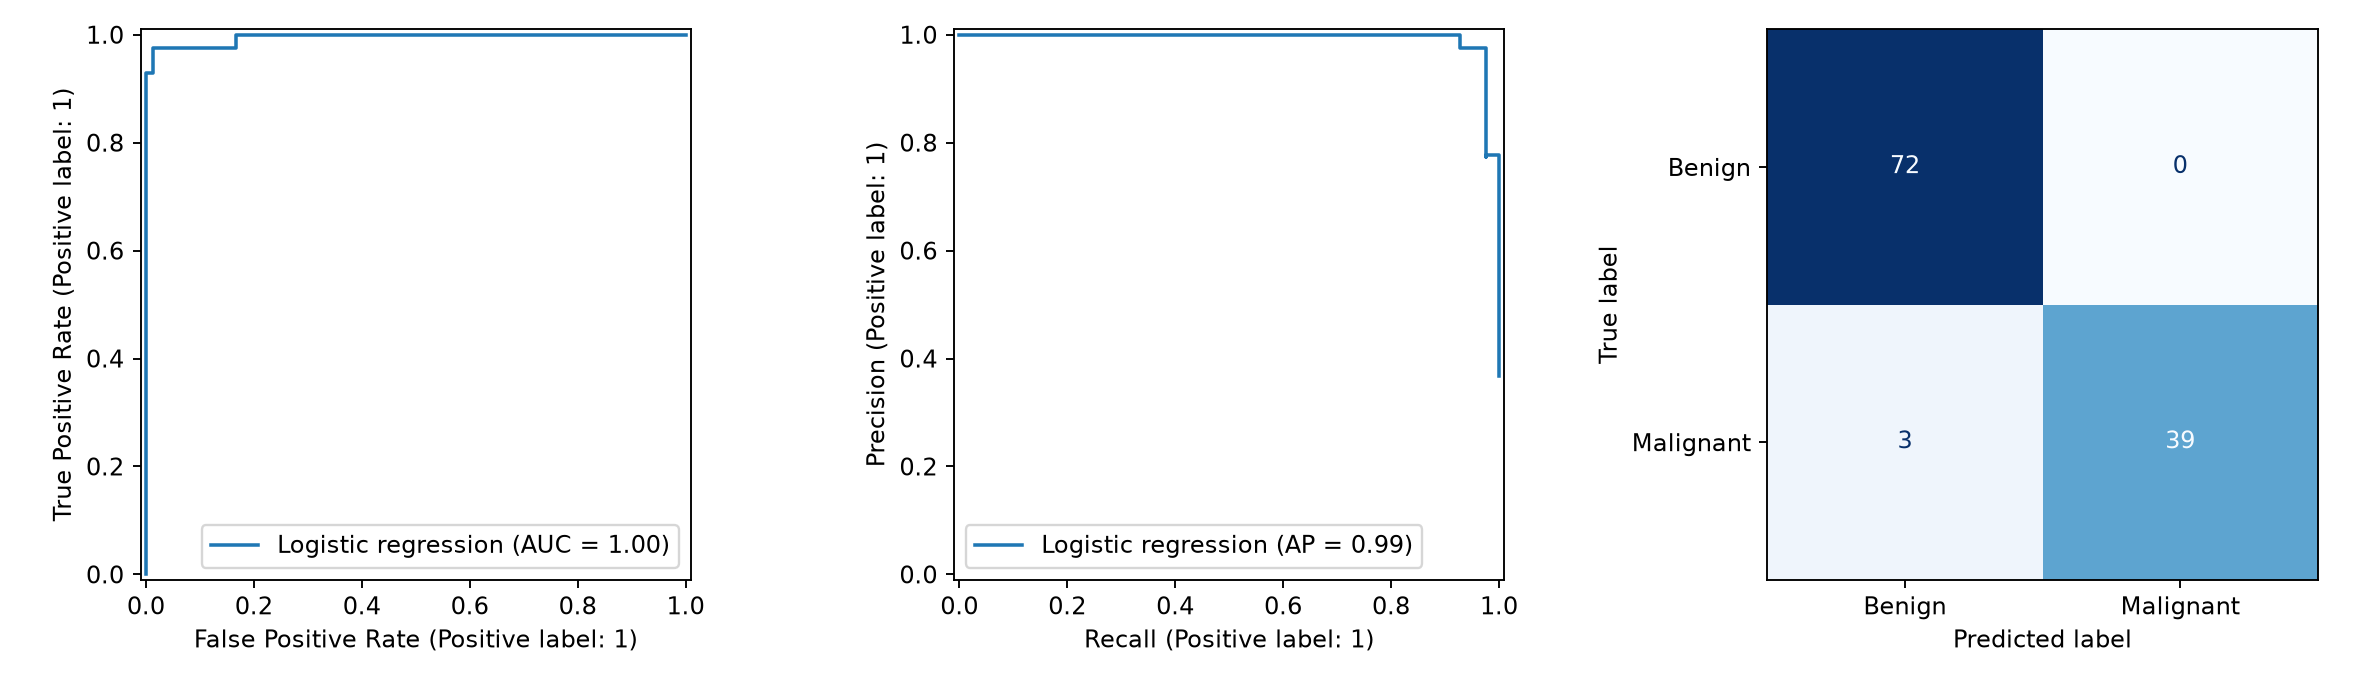 True Positive Rate (Positive label: 1)
1.0
0.8
0.6
0.4
0.2
0.0
Logistic regression (AUC = 1.00)
0.0 0.2 0.4 0.6 0.8 1.0
False Positive Rate (Positive label: 1)
Precision (Positive label: 1)
1.0
0.8
0.6
0.4
0.2
0.0
Logistic regression (AP = 0.99)
0.0 0.2 0.4 0.6 0.8 1.0
Recall (Positive label: 1)
True label
Benign 72 0
Malignant 3 39
Benign Malignant
Predicted label